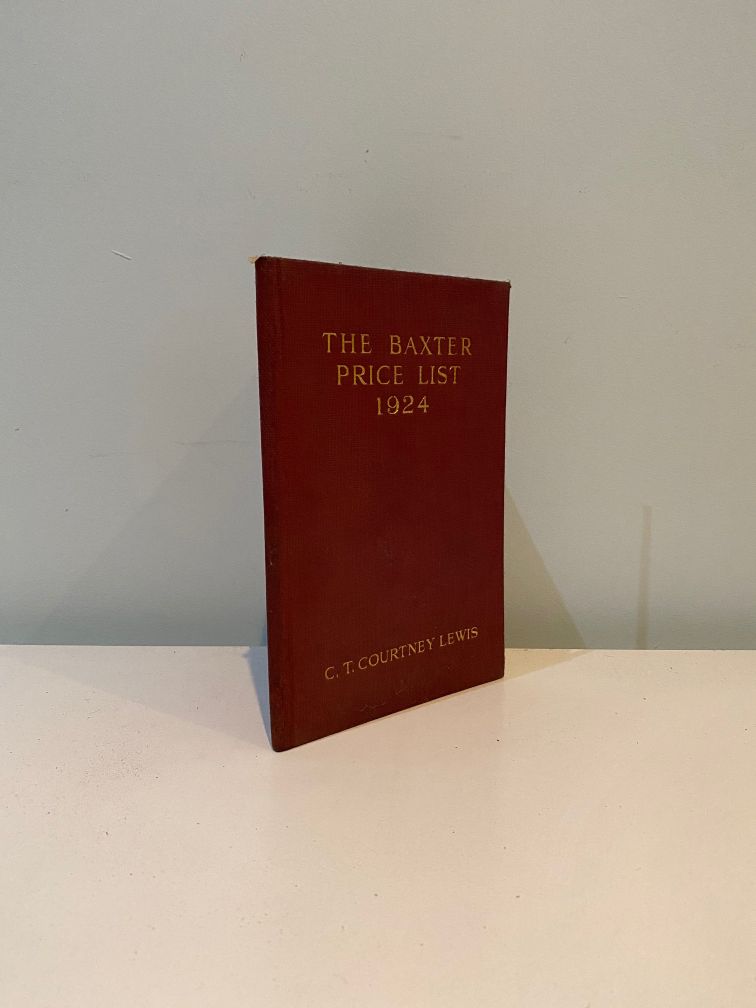 THE BAXTER
PRICE LIST
1924
C. T. COURTNEY LEWIS